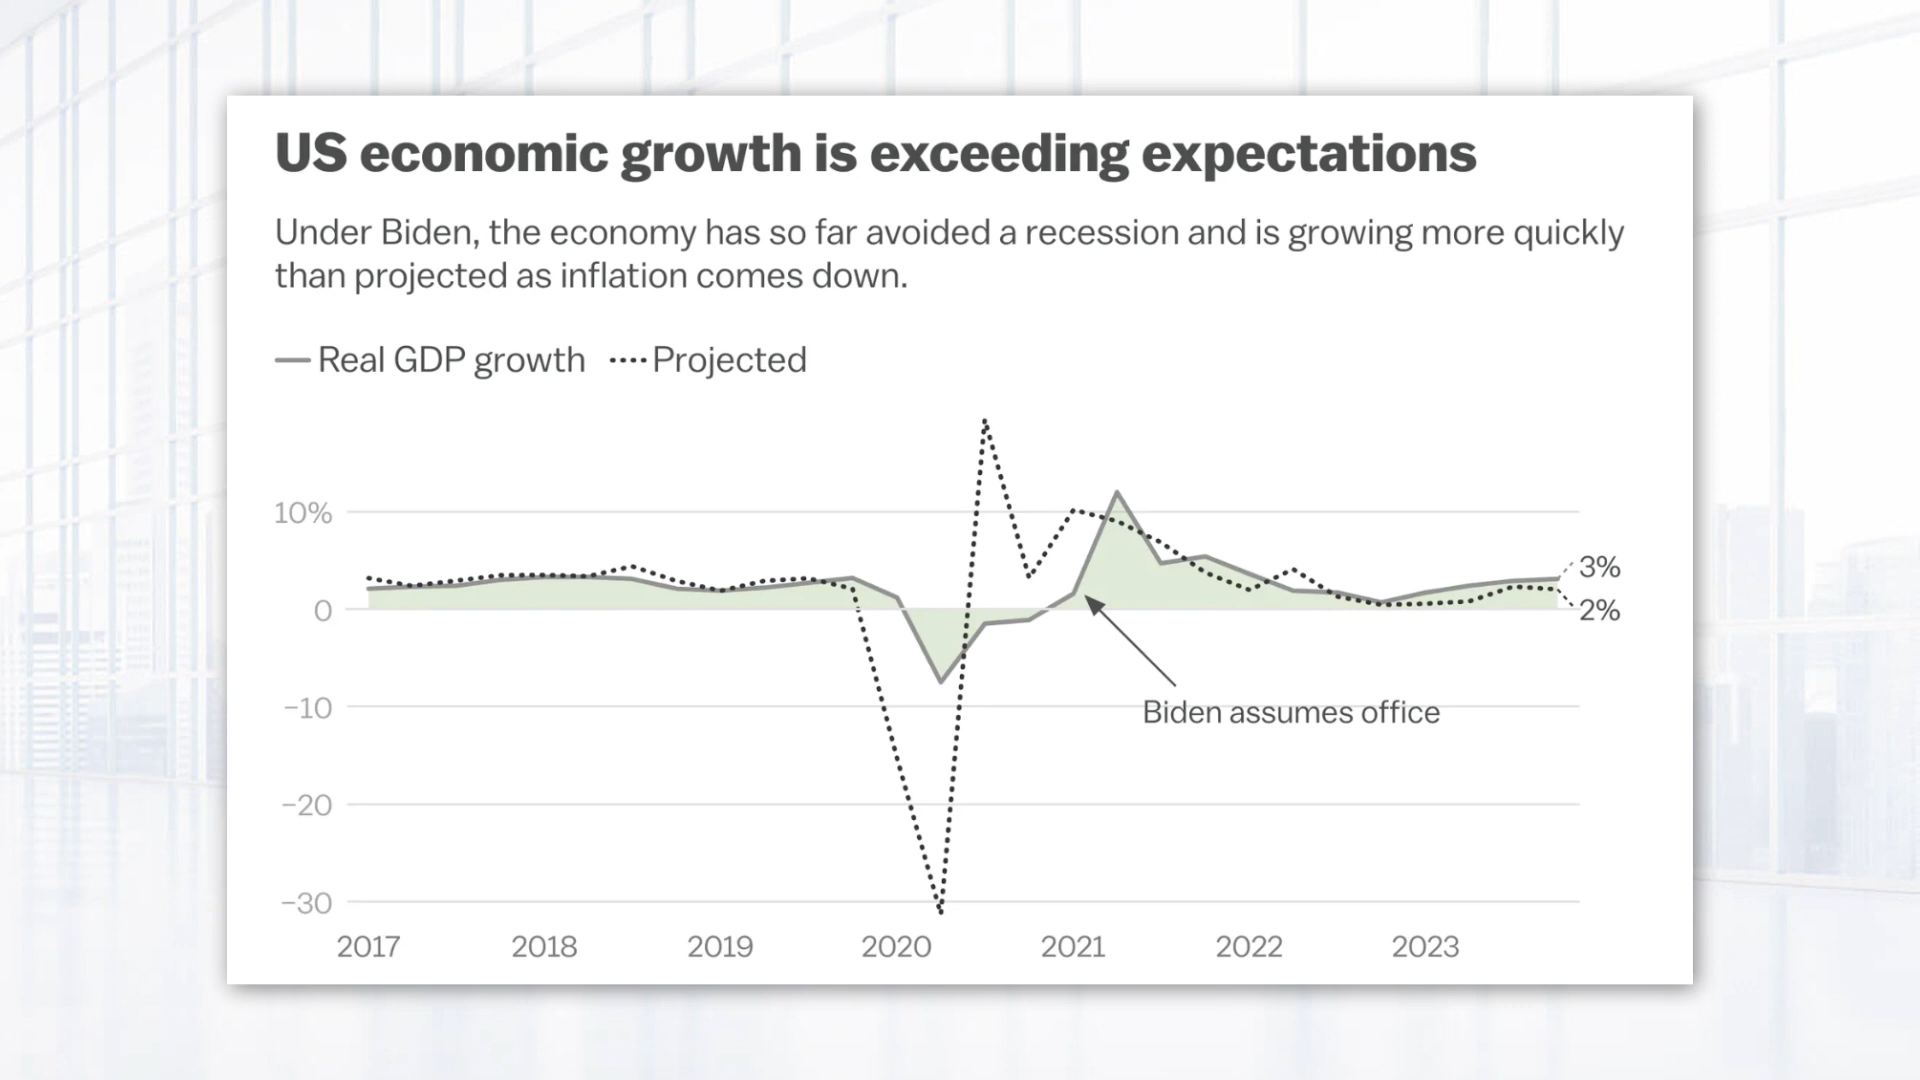 US economic growth is exceeding expectations
Under Biden, the economy has so far avoided a recession and is growing more quickly
than projected as inflation comes down.
Real GDP growth Projected
10%
0
−10
−20
−30
3%
2%
Biden assumes office
2017 2018 2019 2020 2021 2022 2023